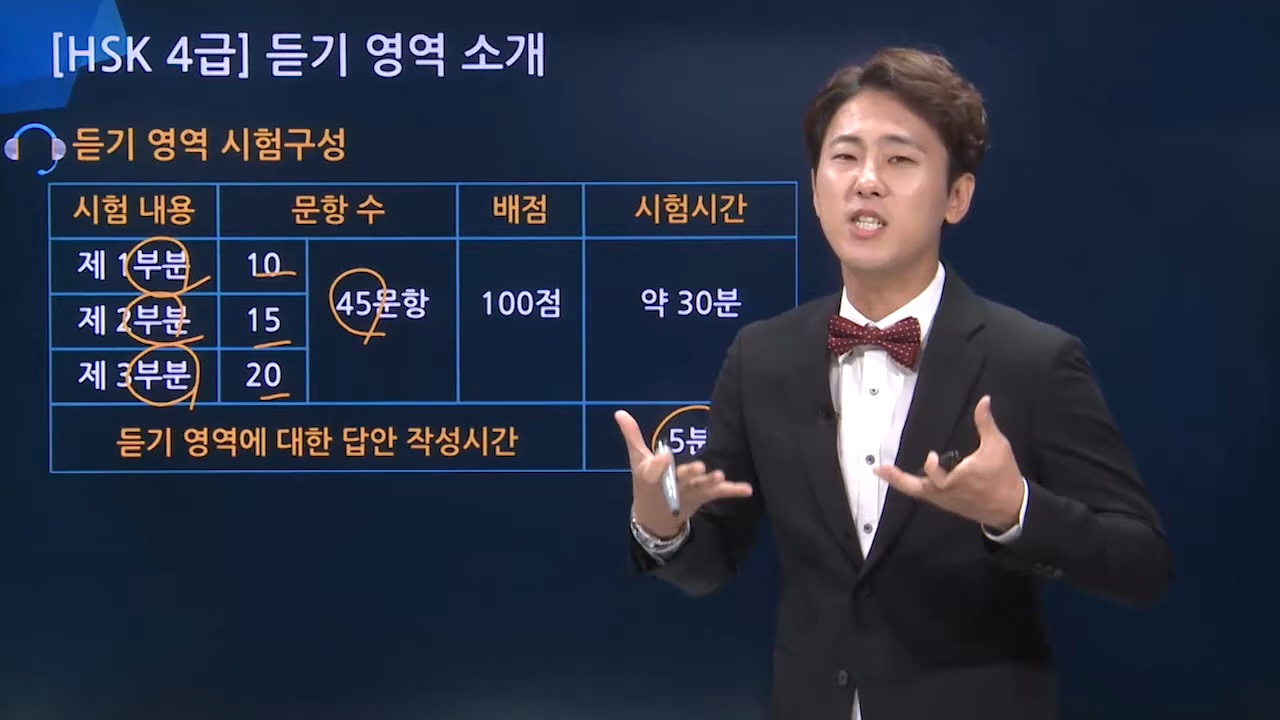 [HSK 4급] 듣기 영역 소개
듣기 영역 시험구성
시험 내용 문항 수 배점 시험시간
제 1부분 10
제 2부분 15 45문항 100점 약 30분
제 3부분 20
듣기 영역에 대한 답안 작성시간 5분